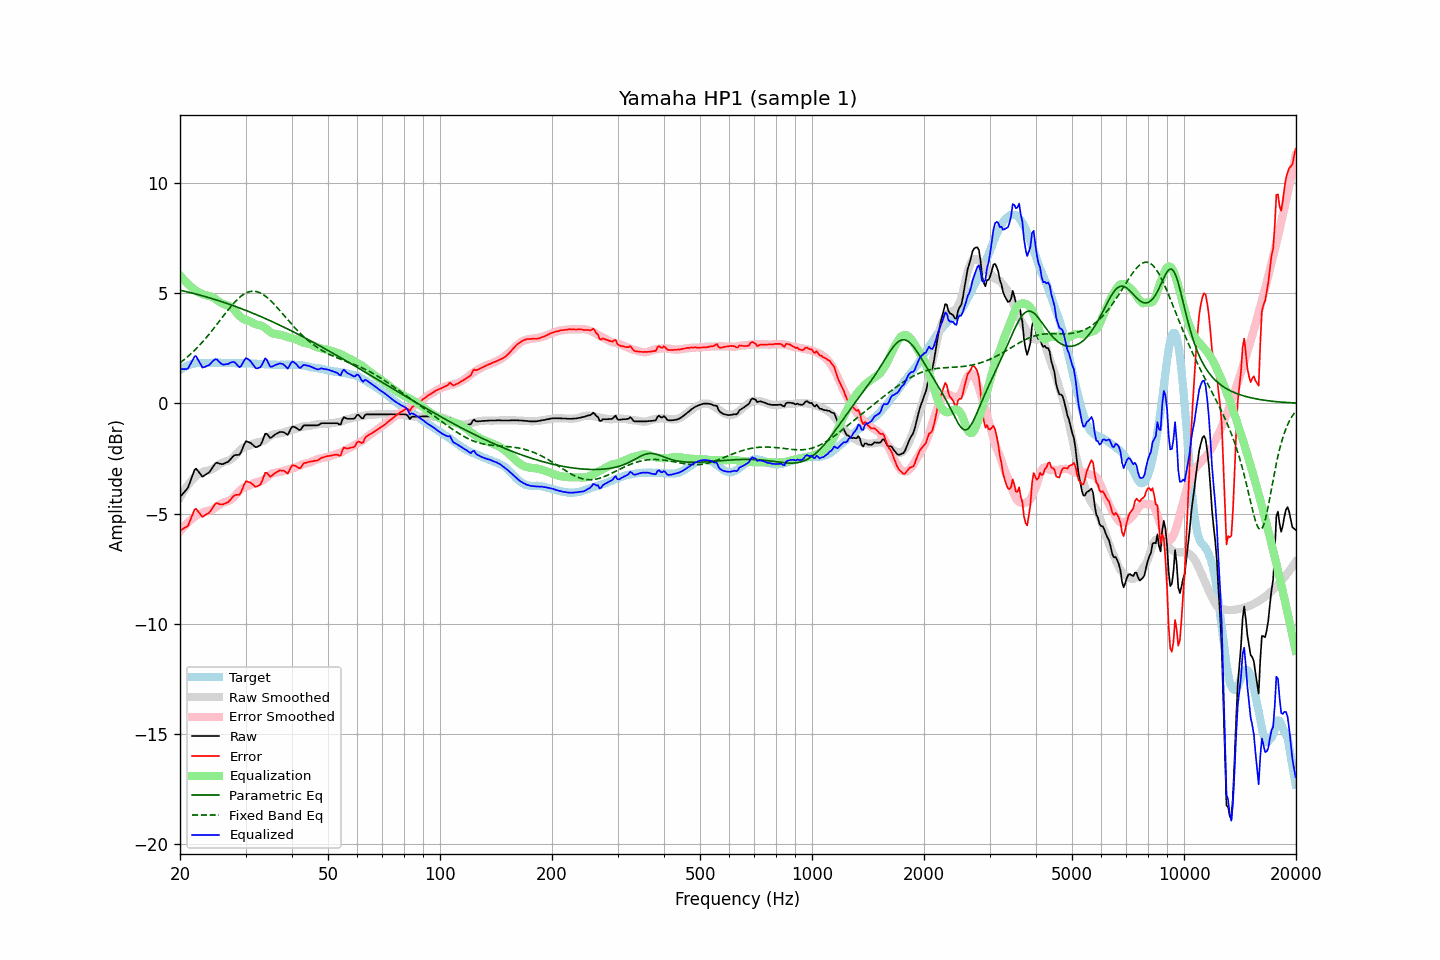 Yamaha HP1 (sample 1)
Amplitude (dBr)
10
5
0
−5
−10
−15
−20
Target
Raw Smoothed
Error Smoothed
Raw
Error
Equalization
Parametric Eq
Fixed Band Eq
Equalized
20 50 100 200 500 1000 2000 5000 10000 20000
Frequency (Hz)